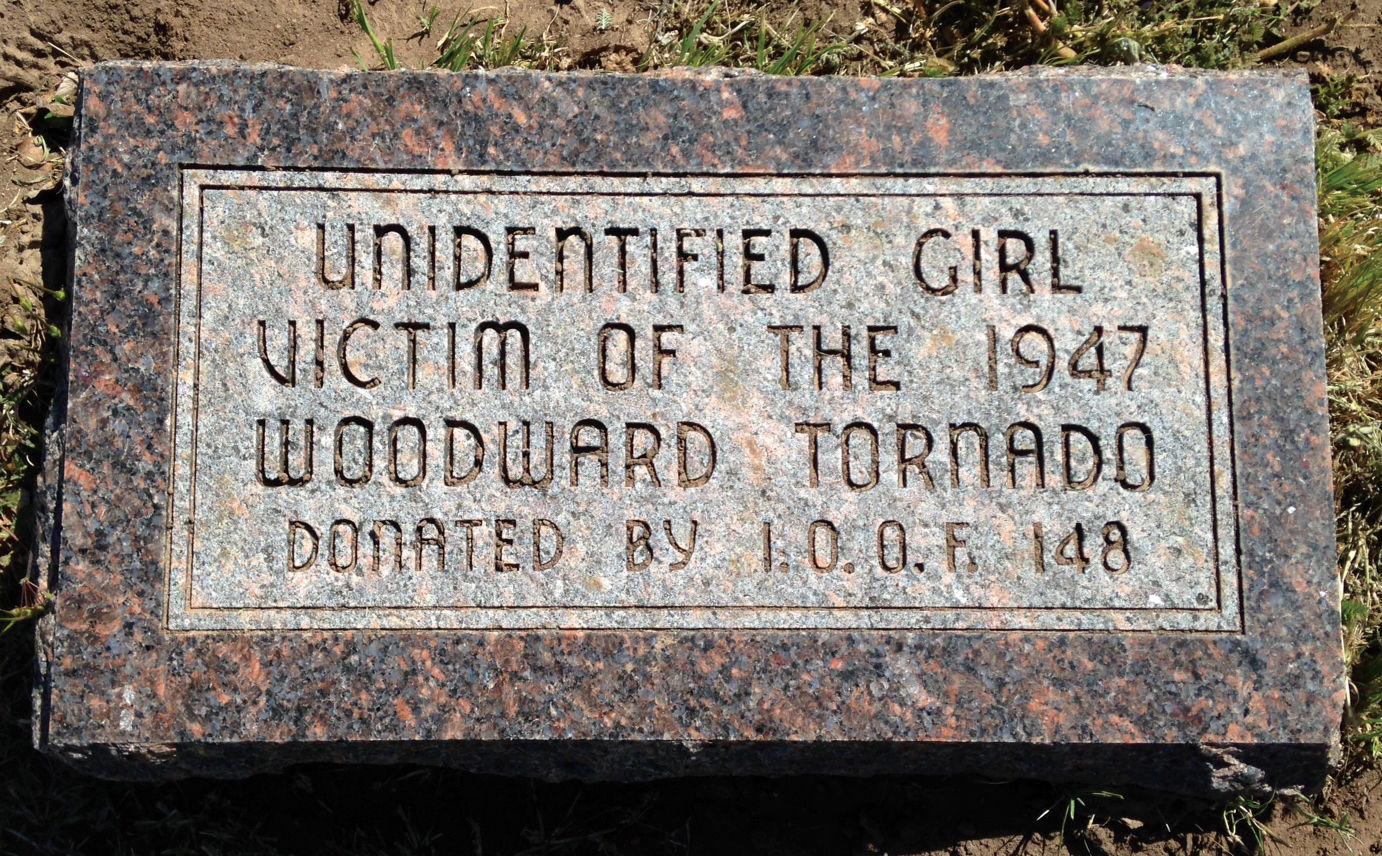 UNIDENTIFIED GIRL
VICTIM OF THE 1947
WOODWARD TORNADO
DONATED BY I.O.O.F. 148